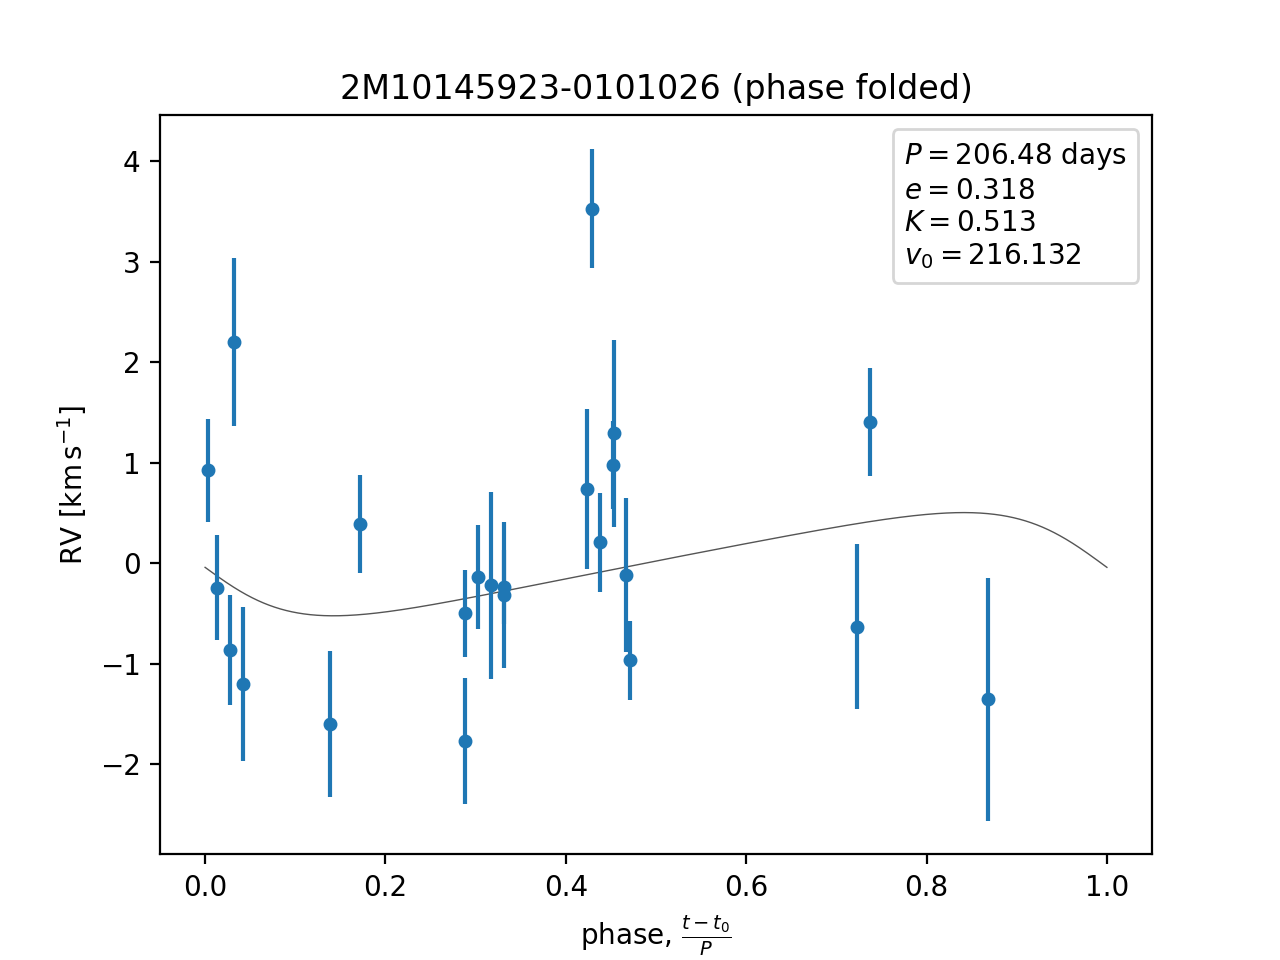 2M10145923-0101026 (phase folded)
P = 206.48 days
e = 0.318
K = 0.513
v₀ = 216.132
RV [km s⁻¹]
4
3
2
1
0
−1
−2
0.0 0.2 0.4 0.6 0.8 1.0
phase, (t − t₀)/P